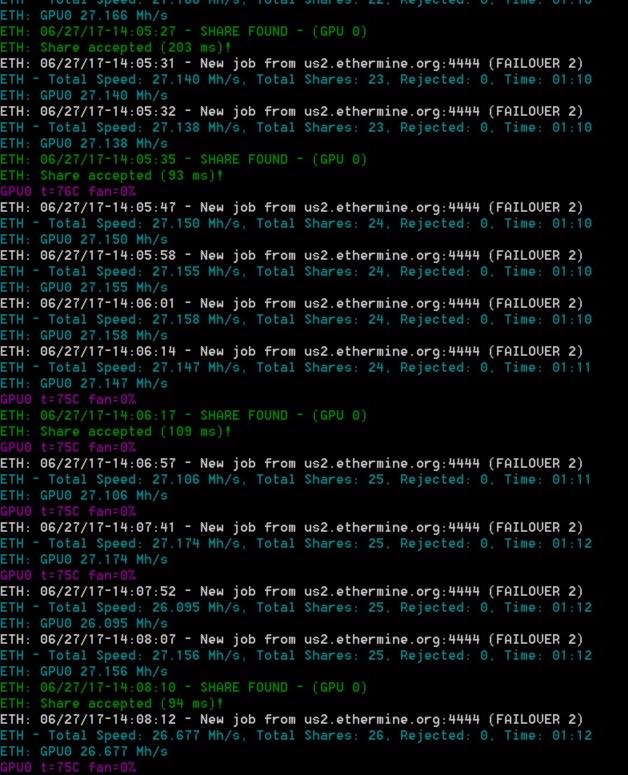 ETH: GPU0 27.166 Mh/s
ETH: 06/27/17-14:05:27 - SHARE FOUND - (GPU 0)
ETH: Share accepted (203 ms)!
ETH: 06/27/17-14:05:31 - New job from us2.ethermine.org:4444 (FAILOVER 2)
ETH - Total Speed: 27.140 Mh/s, Total Shares: 23, Rejected: 0, Time: 01:10
ETH: GPU0 27.140 Mh/s
ETH: 06/27/17-14:05:32 - New job from us2.ethermine.org:4444 (FAILOVER 2)
ETH - Total Speed: 27.138 Mh/s, Total Shares: 23, Rejected: 0, Time: 01:10
ETH: GPU0 27.138 Mh/s
ETH: 06/27/17-14:05:35 - SHARE FOUND - (GPU 0)
ETH: Share accepted (93 ms)!
GPU0 t=76C fan=0%
ETH: 06/27/17-14:05:47 - New job from us2.ethermine.org:4444 (FAILOVER 2)
ETH - Total Speed: 27.150 Mh/s, Total Shares: 24, Rejected: 0, Time: 01:10
ETH: GPU0 27.150 Mh/s
ETH: 06/27/17-14:05:58 - New job from us2.ethermine.org:4444 (FAILOVER 2)
ETH - Total Speed: 27.155 Mh/s, Total Shares: 24, Rejected: 0, Time: 01:10
ETH: GPU0 27.155 Mh/s
ETH: 06/27/17-14:06:01 - New job from us2.ethermine.org:4444 (FAILOVER 2)
ETH - Total Speed: 27.158 Mh/s, Total Shares: 24, Rejected: 0, Time: 01:10
ETH: GPU0 27.158 Mh/s
ETH: 06/27/17-14:06:14 - New job from us2.ethermine.org:4444 (FAILOVER 2)
ETH - Total Speed: 27.147 Mh/s, Total Shares: 24, Rejected: 0, Time: 01:11
ETH: GPU0 27.147 Mh/s
GPU0 t=75C fan=0%
ETH: 06/27/17-14:06:17 - SHARE FOUND - (GPU 0)
ETH: Share accepted (109 ms)!
GPU0 t=75C fan=0%
ETH: 06/27/17-14:06:57 - New job from us2.ethermine.org:4444 (FAILOVER 2)
ETH - Total Speed: 27.106 Mh/s, Total Shares: 25, Rejected: 0, Time: 01:11
ETH: GPU0 27.106 Mh/s
GPU0 t=75C fan=0%
ETH: 06/27/17-14:07:41 - New job from us2.ethermine.org:4444 (FAILOVER 2)
ETH - Total Speed: 27.174 Mh/s, Total Shares: 25, Rejected: 0, Time: 01:12
ETH: GPU0 27.174 Mh/s
GPU0 t=75C fan=0%
ETH: 06/27/17-14:07:52 - New job from us2.ethermine.org:4444 (FAILOVER 2)
ETH - Total Speed: 26.095 Mh/s, Total Shares: 25, Rejected: 0, Time: 01:12
ETH: GPU0 26.095 Mh/s
ETH: 06/27/17-14:08:07 - New job from us2.ethermine.org:4444 (FAILOVER 2)
ETH - Total Speed: 27.156 Mh/s, Total Shares: 25, Rejected: 0, Time: 01:12
ETH: GPU0 27.156 Mh/s
ETH: 06/27/17-14:08:10 - SHARE FOUND - (GPU 0)
ETH: Share accepted (94 ms)!
ETH: 06/27/17-14:08:12 - New job from us2.ethermine.org:4444 (FAILOVER 2)
ETH - Total Speed: 26.677 Mh/s, Total Shares: 26, Rejected: 0, Time: 01:12
ETH: GPU0 26.677 Mh/s
GPU0 t=75C fan=0%